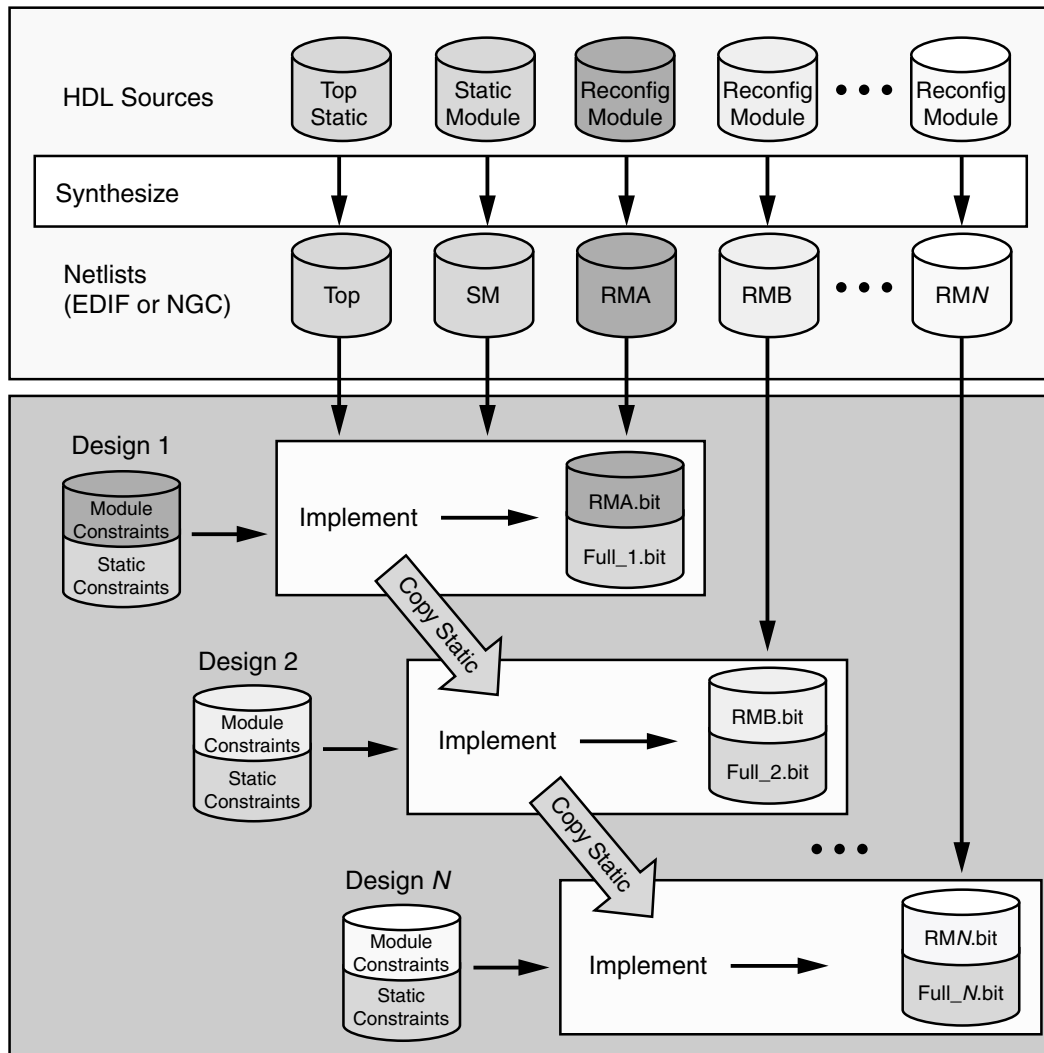 HDL Sources
Top
Static
Static
Module
Reconfig
Module
Reconfig
Module
Reconfig
Module
Synthesize
Netlists
(EDIF or NGC)
Top
SM
RMA
RMB
RMN
Design 1
Module
Constraints
Static
Constraints
Implement
RMA.bit
Full_1.bit
Copy Static
Design 2
Module
Constraints
Static
Constraints
Implement
RMB.bit
Full_2.bit
Copy Static
Design N
Module
Constraints
Static
Constraints
Implement
RMN.bit
Full_N.bit